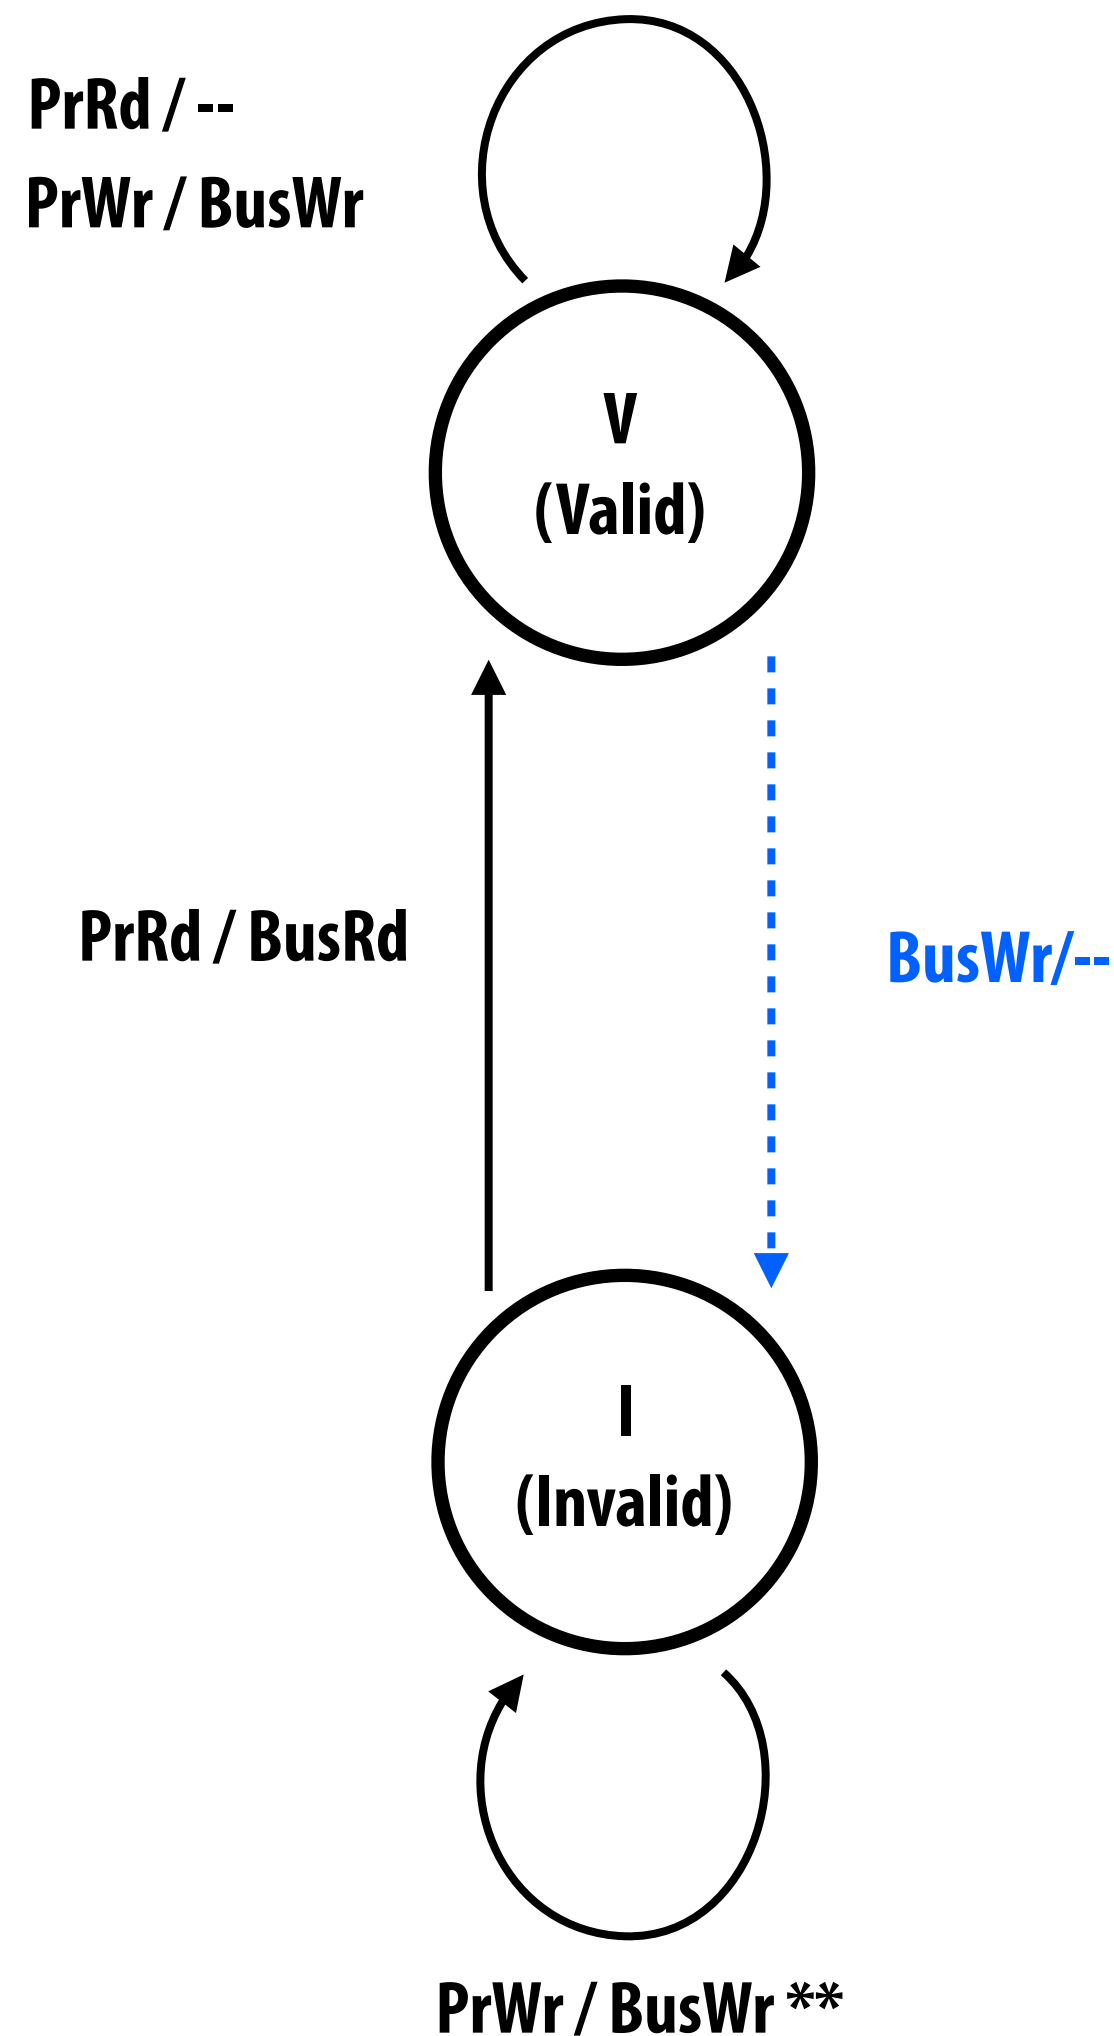 PrRd / --
PrWr / BusWr
V
(Valid)
PrRd / BusRd
BusWr/--
I
(Invalid)
PrWr / BusWr **